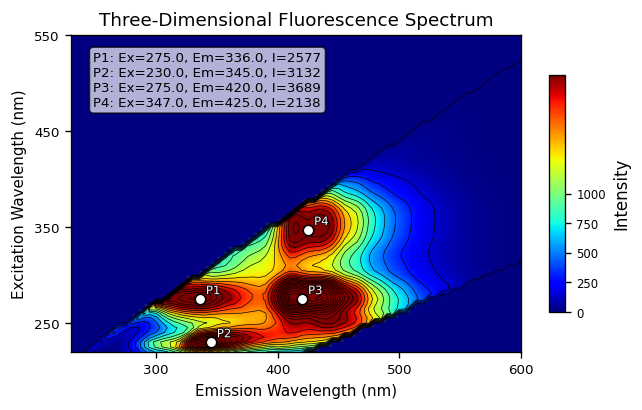 Three-Dimensional Fluorescence Spectrum
550
450
350
250
Excitation Wavelength (nm)
P1: Ex=275.0, Em=336.0, I=2577
P2: Ex=230.0, Em=345.0, I=3132
P3: Ex=275.0, Em=420.0, I=3689
P4: Ex=347.0, Em=425.0, I=2138
P4
P1
P3
P2
300
400
500
600
Emission Wavelength (nm)
1000
750
500
250
0
Intensity